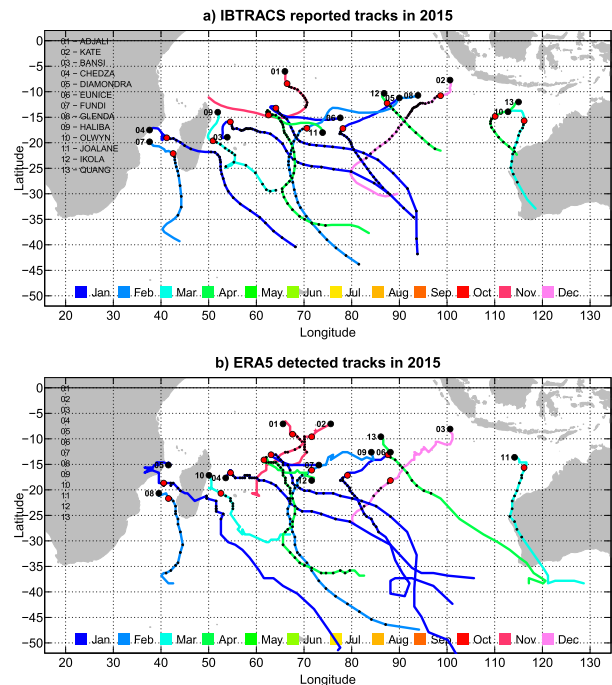 a) IBTRACS reported tracks in 2015
01 − ADJALI
02 − KATE
03 − BANSI
04 − CHEDZA
05 − DIAMONDRA
06 − EUNICE
07 − FUNDI
08 − GLENDA
09 − HALIBA
10 − OLWYN
11 − JOALANE
12 − IKOLA
13 − QUANG
0
−5
−10
−15
−20
−25
−30
−35
−40
−45
−50
Latitude
01
02
12
05
08
13
10
09
06
11
04
03
07
Jan Feb Mar Apr May Jun Jul Aug Sep Oct Nov Dec
20 30 40 50 60 70 80 90 100 110 120 130
Longitude
b) ERA5 detected tracks in 2015
01
02
03
04
05
06
07
08
09
10
11
12
13
0
−5
−10
−15
−20
−25
−30
−35
−40
−45
−50
Latitude
01
02
03
13
09
06
11
05
07
10
04
12
08
Jan Feb Mar Apr May Jun Jul Aug Sep Oct Nov Dec
20 30 40 50 60 70 80 90 100 110 120 130
Longitude